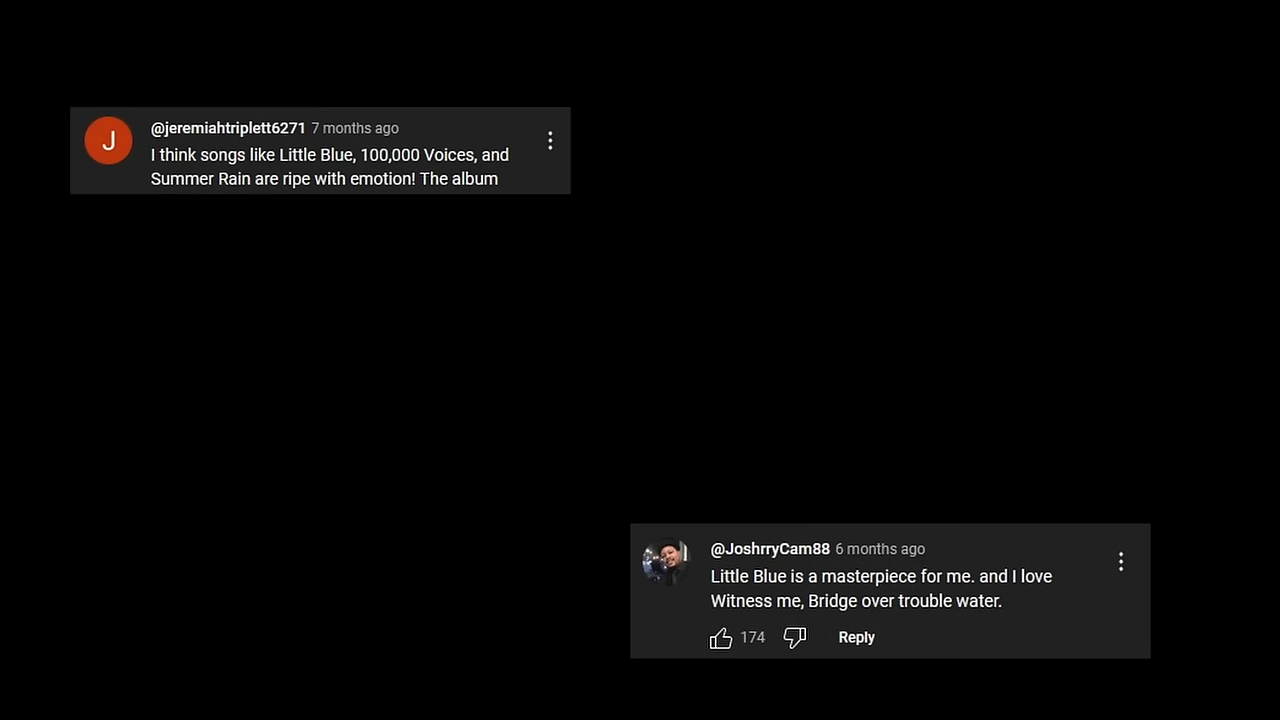 J
@jeremiahtriplett6271 7 months ago
I think songs like Little Blue, 100,000 Voices, and
Summer Rain are ripe with emotion! The album
@JoshrryCam88 6 months ago
Little Blue is a masterpiece for me. and I love
Witness me, Bridge over trouble water.
174 Reply